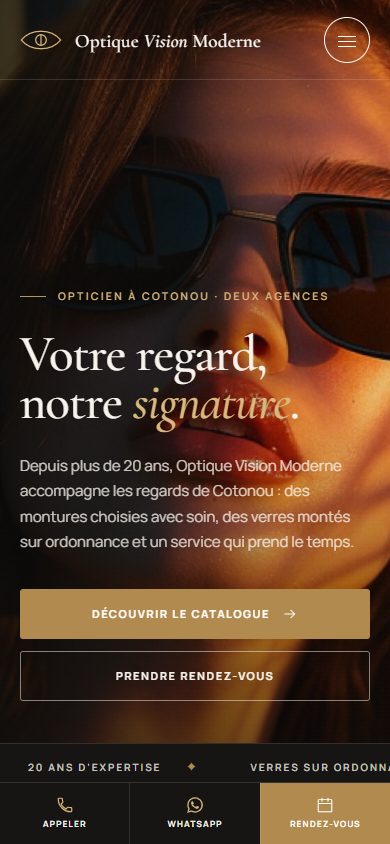 Optique Vision Moderne
OPTICIEN À COTONOU · DEUX AGENCES
Votre regard,
notre signature.
Depuis plus de 20 ans, Optique Vision Moderne
accompagne les regards de Cotonou : des
montures choisies avec soin, des verres montés
sur ordonnance et un service qui prend le temps.
DÉCOUVRIR LE CATALOGUE →
PRENDRE RENDEZ-VOUS
20 ANS D'EXPERTISE ✦ VERRES SUR ORDONNA
APPELER WHATSAPP RENDEZ-VOUS